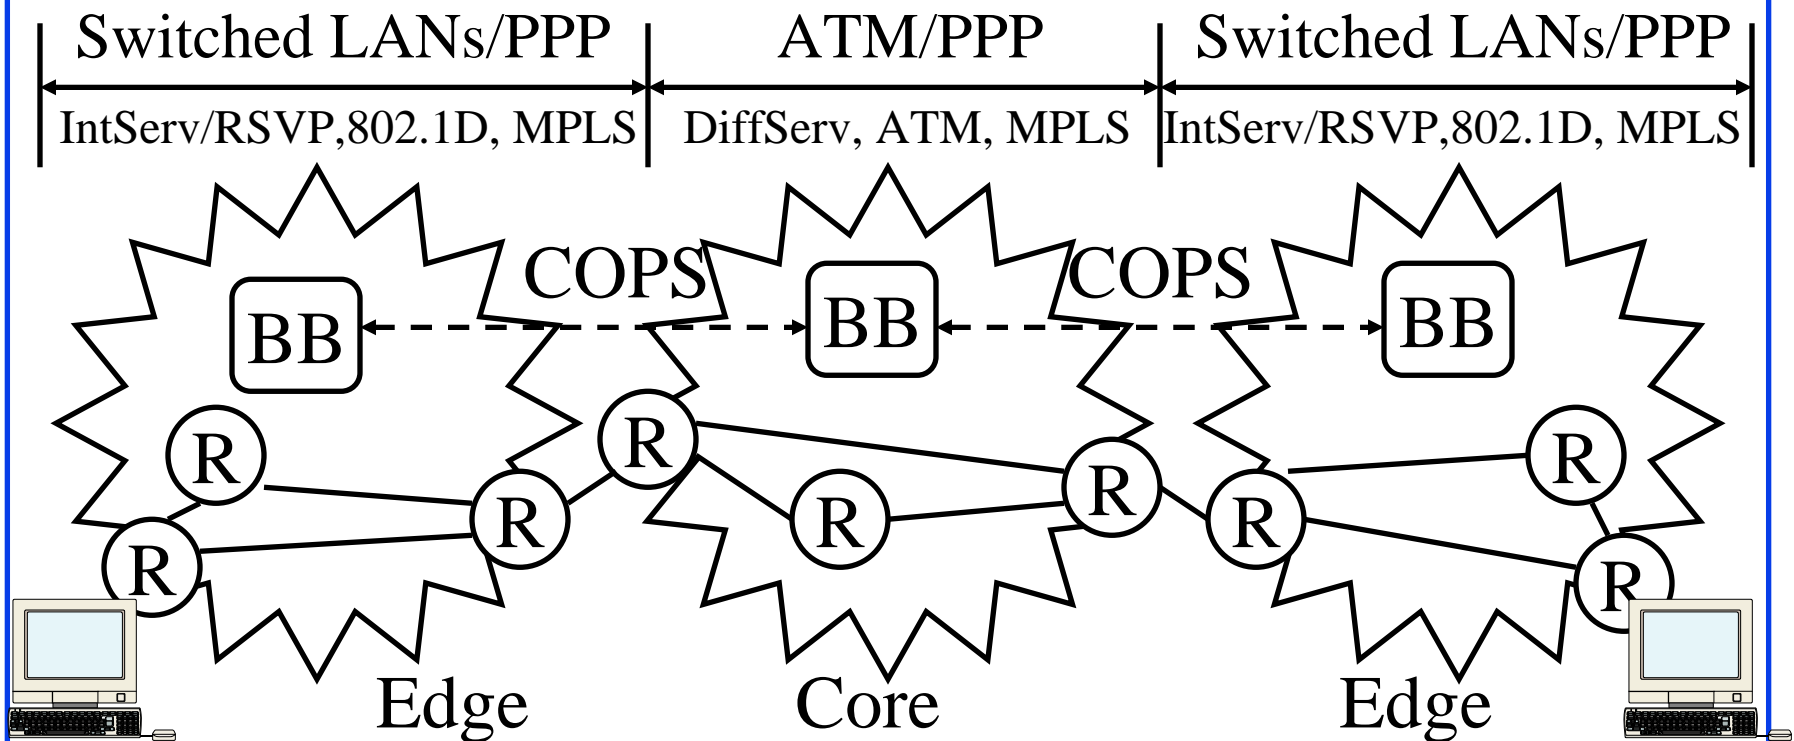 Switched LANs/PPP ATM/PPP Switched LANs/PPP
IntServ/RSVP,802.1D, MPLS DiffServ, ATM, MPLS IntServ/RSVP,802.1D, MPLS
COPS COPS
BB BB BB
R R R
R R R R R
R R
Edge Core Edge